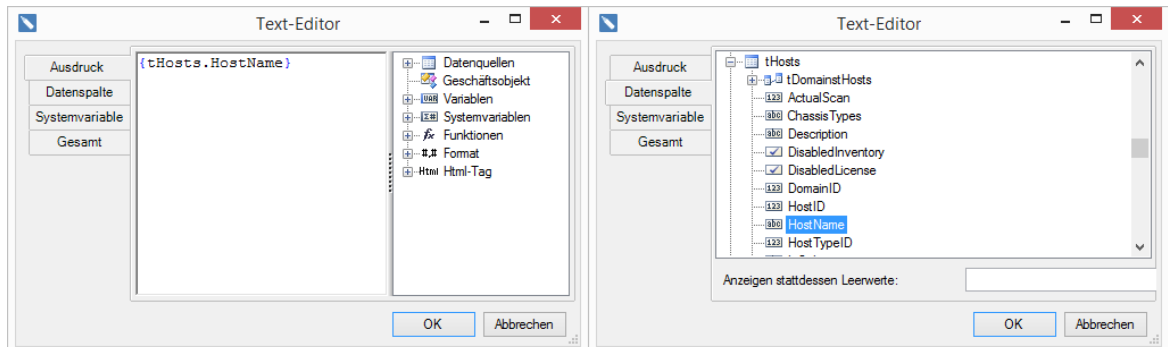 Text-Editor
Ausdruck
Datenspalte
Systemvariable
Gesamt
{tHosts.HostName}
Datenquellen
Geschäftsobjekt
Variablen
Systemvariablen
Funktionen
Format
Html-Tag
OK
Abbrechen
Text-Editor
Ausdruck
Datenspalte
Systemvariable
Gesamt
tHosts
tDomainstHosts
ActualScan
ChassisTypes
Description
DisabledInventory
DisabledLicense
DomainID
HostID
HostName
HostTypeID
Anzeigen stattdessen Leerwerte:
OK
Abbrechen